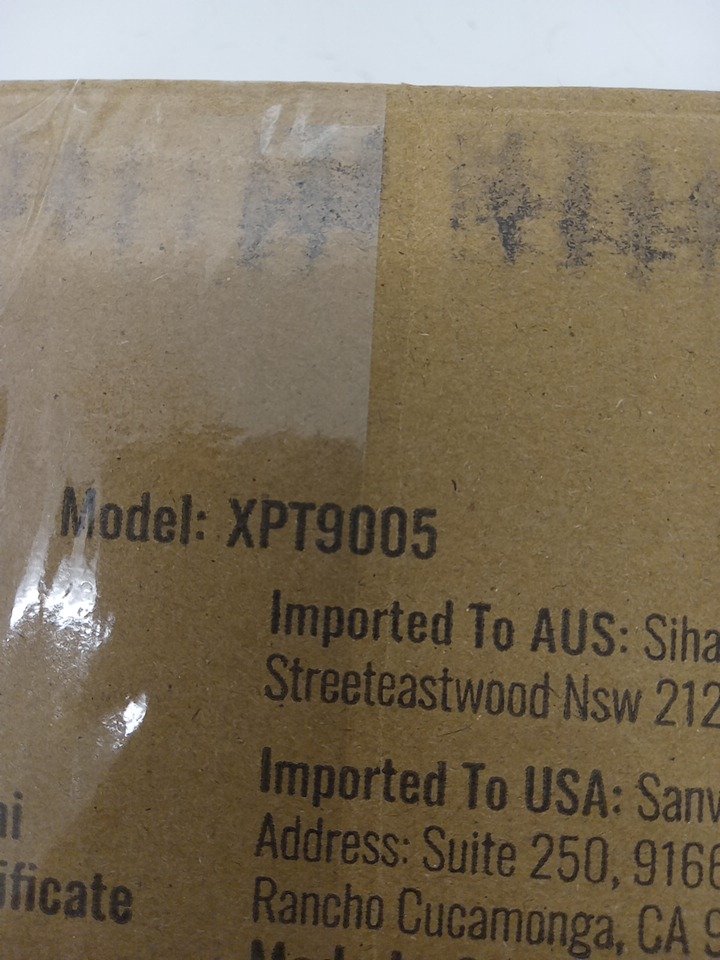 Model: XPT9005
Imported To AUS: Siha
Streeteastwood Nsw 212
Imported To USA: Sanv
Address: Suite 250, 9166
Rancho Cucamonga, CA 9
ificate